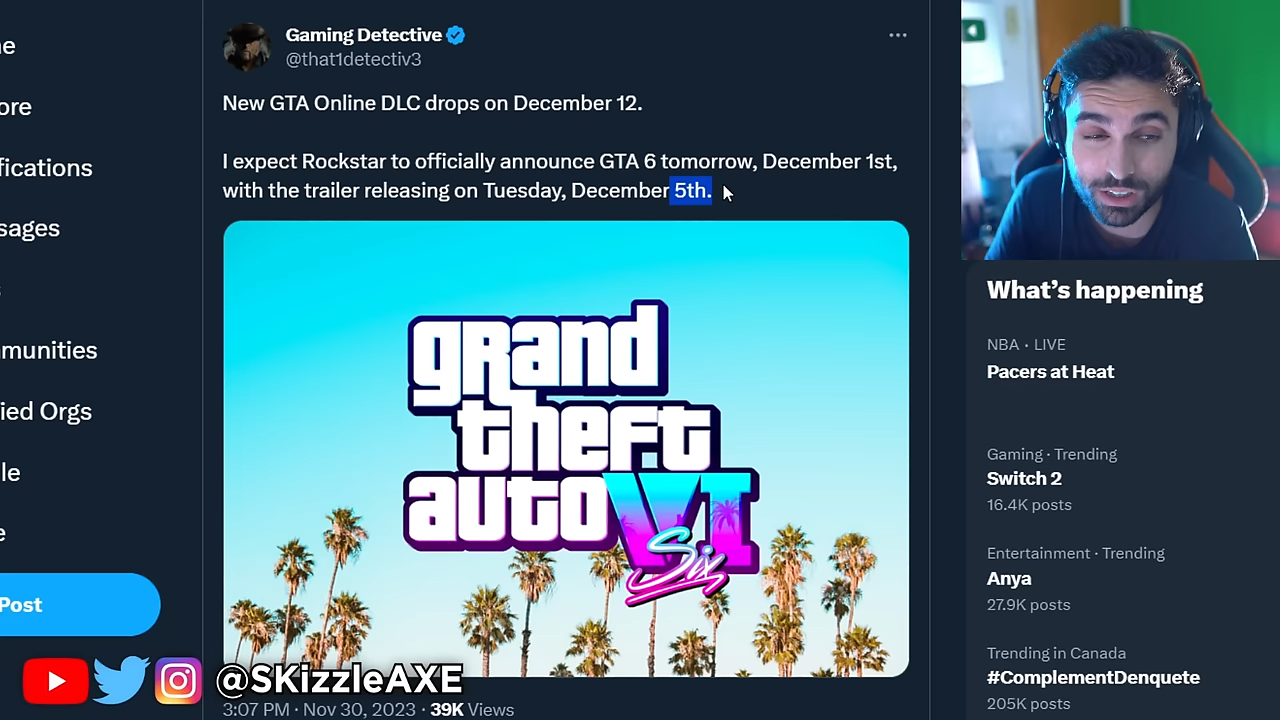 e
ore
fications
sages
s
munities
ied Orgs
le
e
Post
Gaming Detective
@that1detectiv3
New GTA Online DLC drops on December 12.
I expect Rockstar to officially announce GTA 6 tomorrow, December 1st,
with the trailer releasing on Tuesday, December 5th.
grand
theft
auto VI
Six
@SKizzleAXE
3:07 PM · Nov 30, 2023 · 39K Views
What's happening
NBA · LIVE
Pacers at Heat
Gaming · Trending
Switch 2
16.4K posts
Entertainment · Trending
Anya
27.9K posts
Trending in Canada
#ComplementDenquete
205K posts